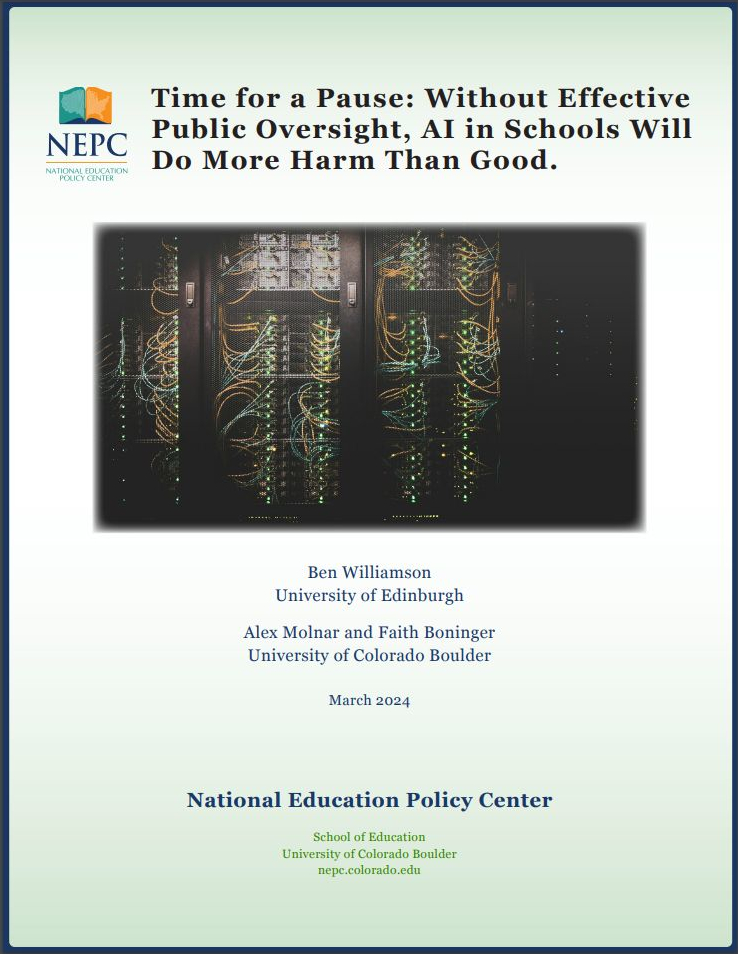 Time for a Pause: Without Effective
Public Oversight, AI in Schools Will
Do More Harm Than Good.
NEPC
NATIONAL EDUCATION
POLICY CENTER
Ben Williamson
University of Edinburgh
Alex Molnar and Faith Boninger
University of Colorado Boulder
March 2024
National Education Policy Center
School of Education
University of Colorado Boulder
nepc.colorado.edu